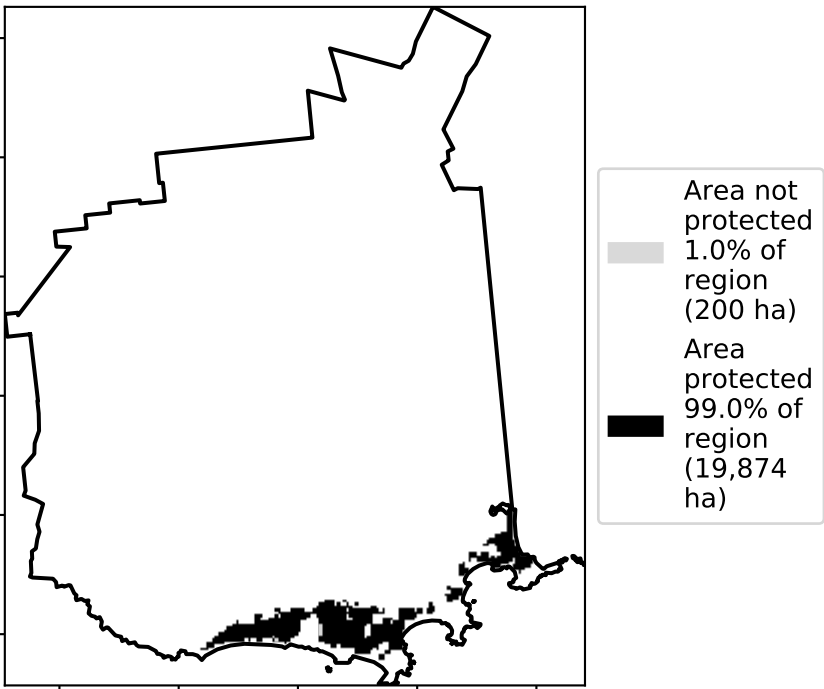 Area not
protected
1.0% of
region
(200 ha)
Area
protected
99.0% of
region
(19,874
ha)